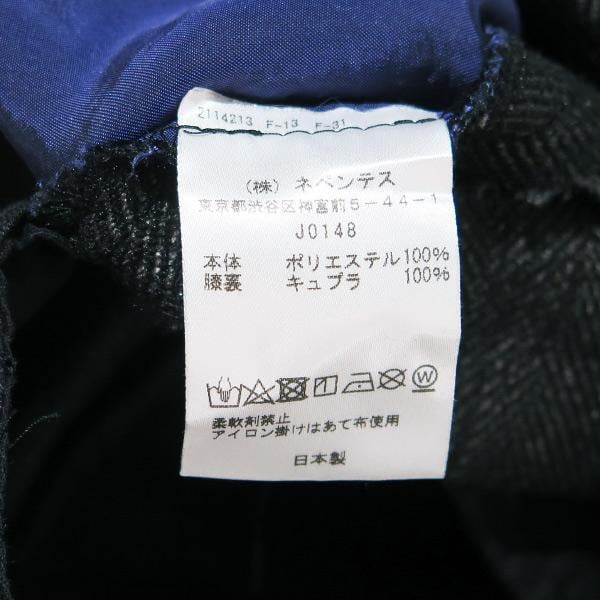 2114213 F-13 F-31
(株) ネペンテス
東京都渋谷区神宮前5-44-1
J0148
本体 ポリエステル100%
膝裏 キュプラ 100%
W
柔軟剤禁止
アイロン掛けはあて布使用
日本製